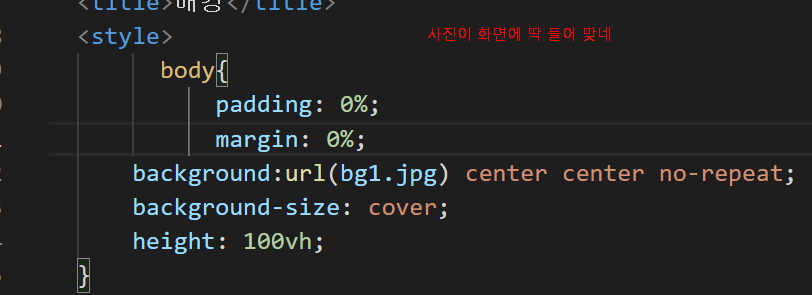 <title>배경</title>
<style> 사진이 화면에 딱 들어 맞네
body{
padding: 0%;
margin: 0%;
background:url(bg1.jpg) center center no-repeat;
background-size: cover;
height: 100vh;
}